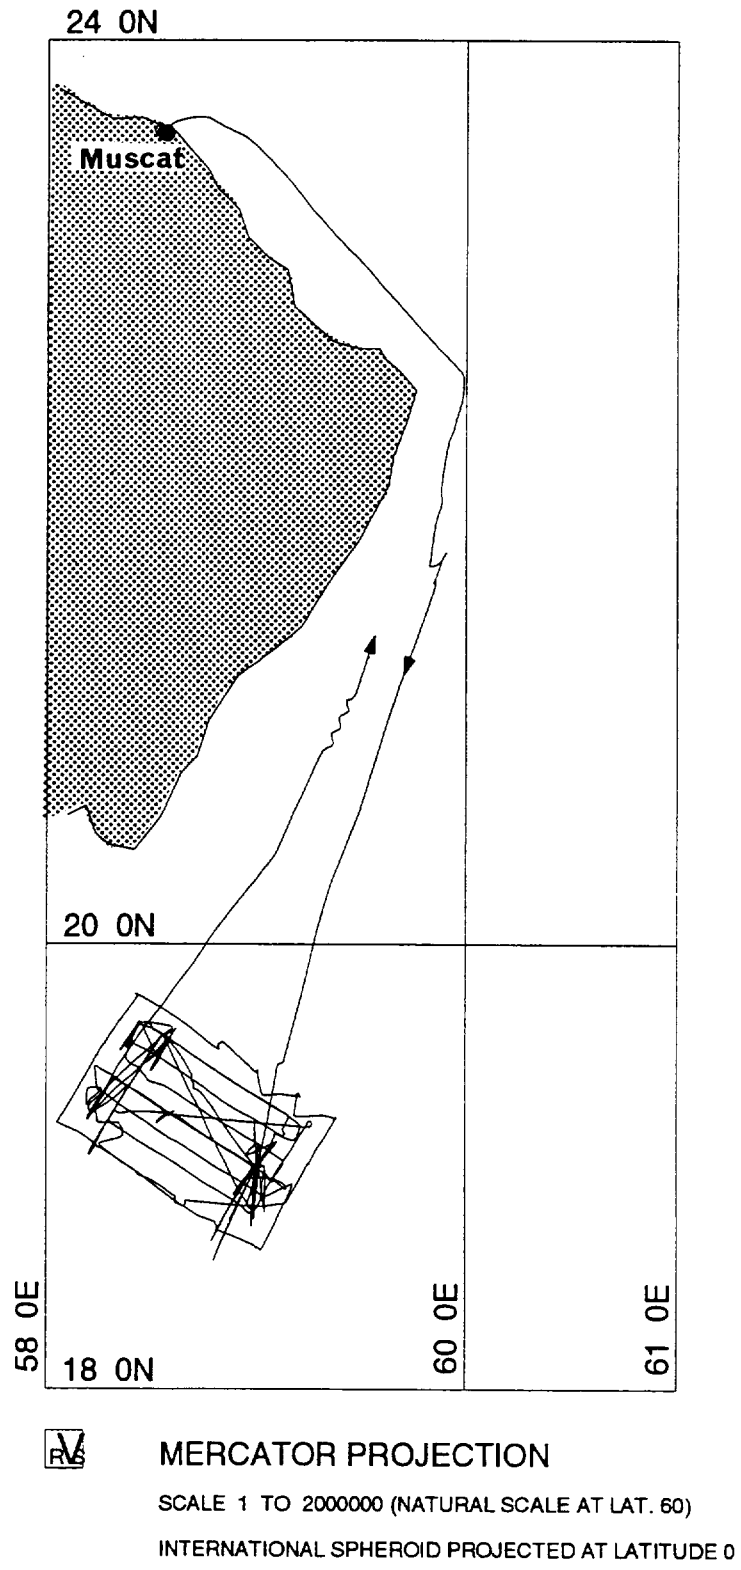 24 0N
Muscat
20 0N
58 0E
60 0E
61 0E
18 0N
RVS
MERCATOR PROJECTION
SCALE 1 TO 2000000 (NATURAL SCALE AT LAT. 60)
INTERNATIONAL SPHEROID PROJECTED AT LATITUDE 0